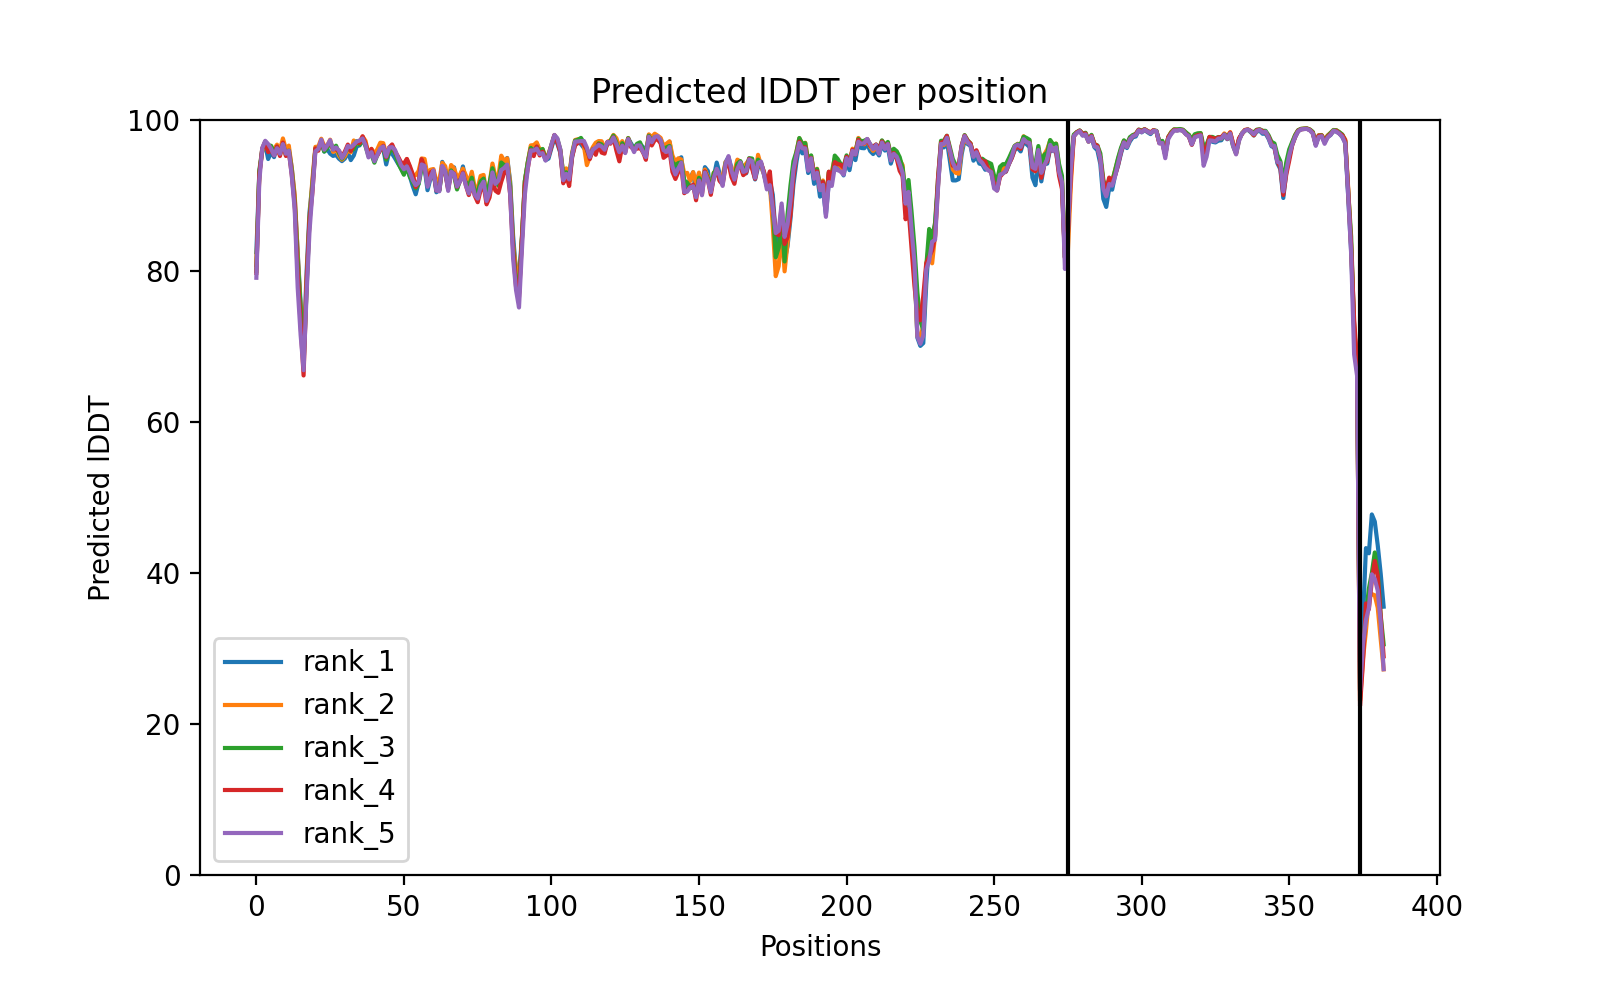 Predicted lDDT per position
100
80
60
40
20
0
Predicted lDDT
rank_1
rank_2
rank_3
rank_4
rank_5
0 50 100 150 200 250 300 350 400
Positions